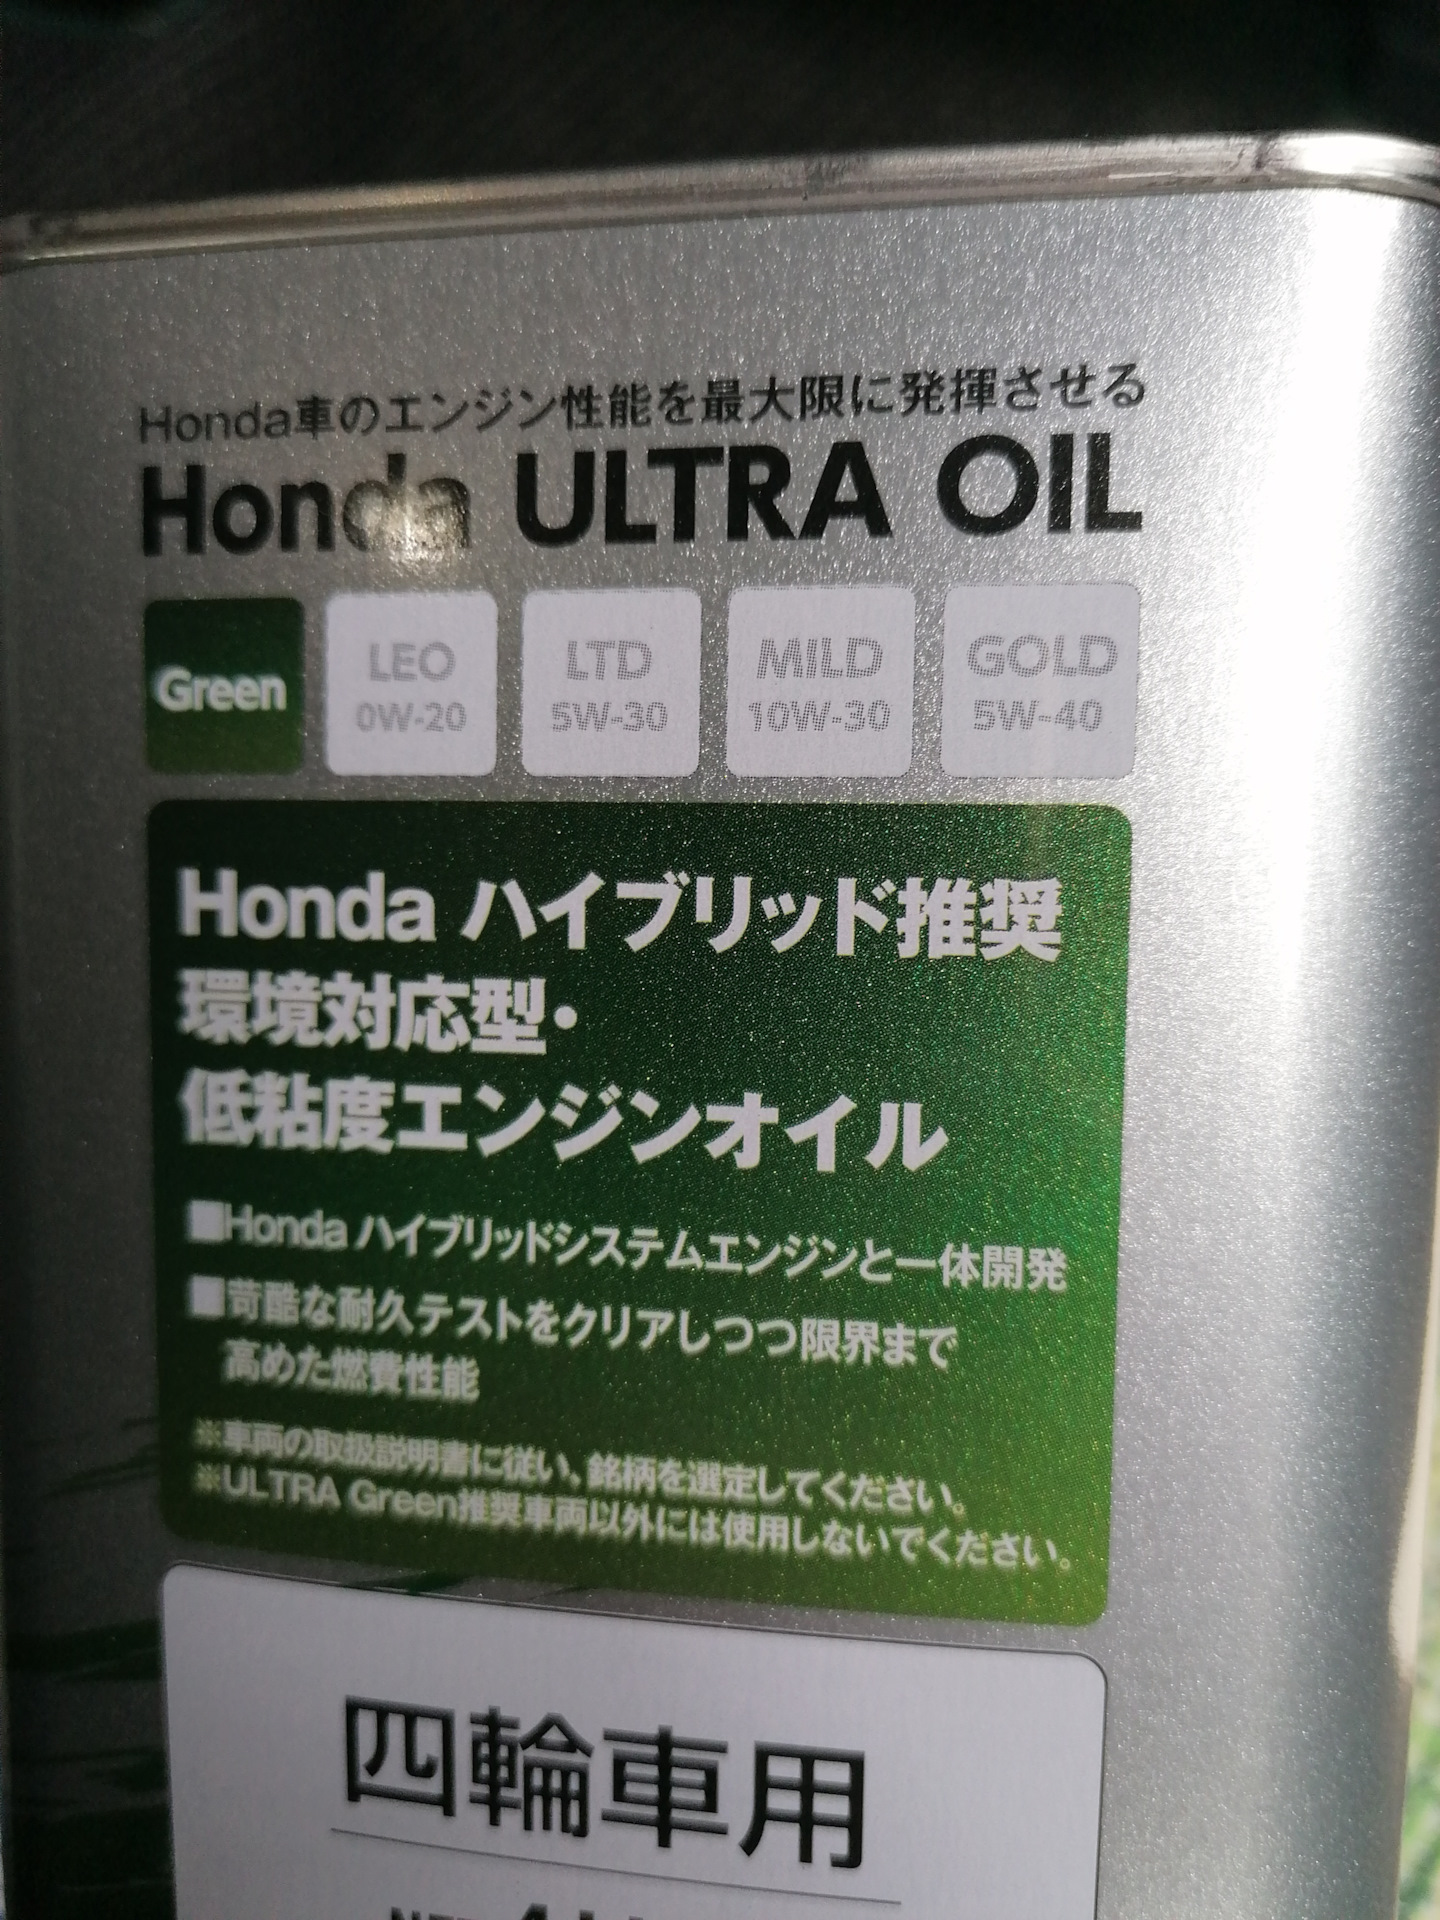 Honda車のエンジン性能を最大限に発揮させる
Honda ULTRA OIL
Green
LEO
0W-20
LTD
5W-30
MILD
10W-30
GOLD
5W-40
Honda ハイブリッド推奨
環境対応型・
低粘度エンジンオイル
■Honda ハイブリッドシステムエンジンと一体開発
■苛酷な耐久テストをクリアしつつ限界まで
高めた燃費性能
※車両の取扱説明書に従い、銘柄を選定してください。
※ULTRA Green推奨車両以外には使用しないでください。
四輪車用